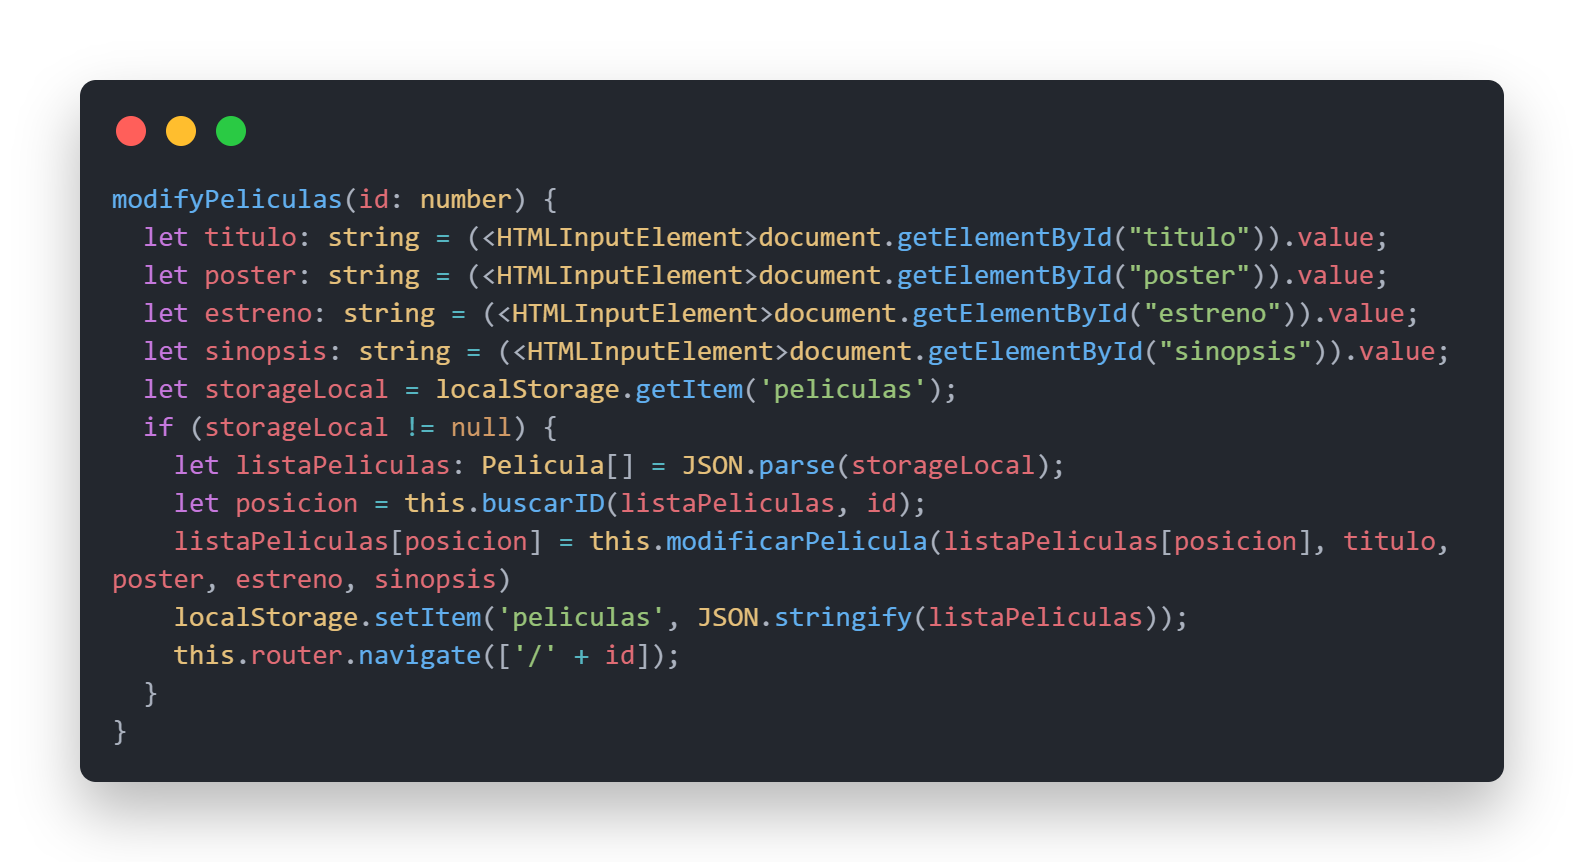 modifyPeliculas(id: number) {
  let titulo: string = (<HTMLInputElement>document.getElementById("titulo")).value;
  let poster: string = (<HTMLInputElement>document.getElementById("poster")).value;
  let estreno: string = (<HTMLInputElement>document.getElementById("estreno")).value;
  let sinopsis: string = (<HTMLInputElement>document.getElementById("sinopsis")).value;
  let storageLocal = localStorage.getItem('peliculas');
  if (storageLocal != null) {
    let listaPeliculas: Pelicula[] = JSON.parse(storageLocal);
    let posicion = this.buscarID(listaPeliculas, id);
    listaPeliculas[posicion] = this.modificarPelicula(listaPeliculas[posicion], titulo,
poster, estreno, sinopsis)
    localStorage.setItem('peliculas', JSON.stringify(listaPeliculas));
    this.router.navigate(['/' + id]);
  }
}